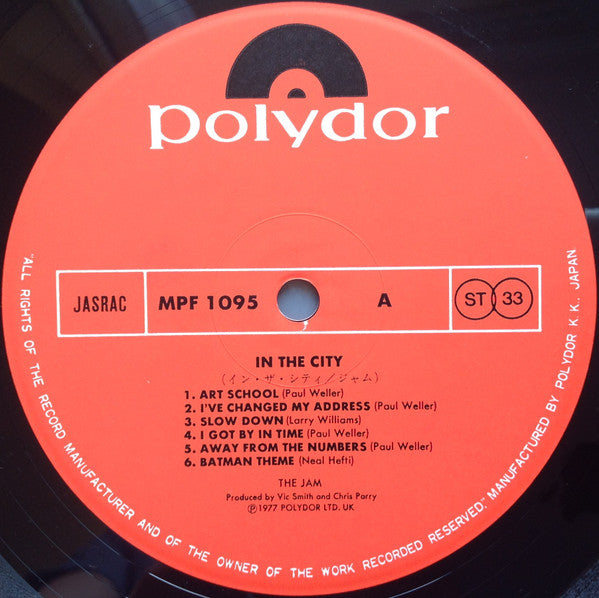 polydor
JASRAC MPF 1095 A ST 33
IN THE CITY
(イン・ザ・シティ/ジャム)
1. ART SCHOOL (Paul Weller)
2. I'VE CHANGED MY ADDRESS (Paul Weller)
3. SLOW DOWN (Larry Williams)
4. I GOT BY IN TIME (Paul Weller)
5. AWAY FROM THE NUMBERS (Paul Weller)
6. BATMAN THEME (Neal Hefti)
THE JAM
Produced by Vic Smith and Chris Parry
℗ 1977 POLYDOR LTD. UK
"ALL RIGHTS OF THE RECORD MANUFACTURER AND OF THE OWNER OF THE WORK RECORDED RESERVED." MANUFACTURED BY POLYDOR K.K., JAPAN